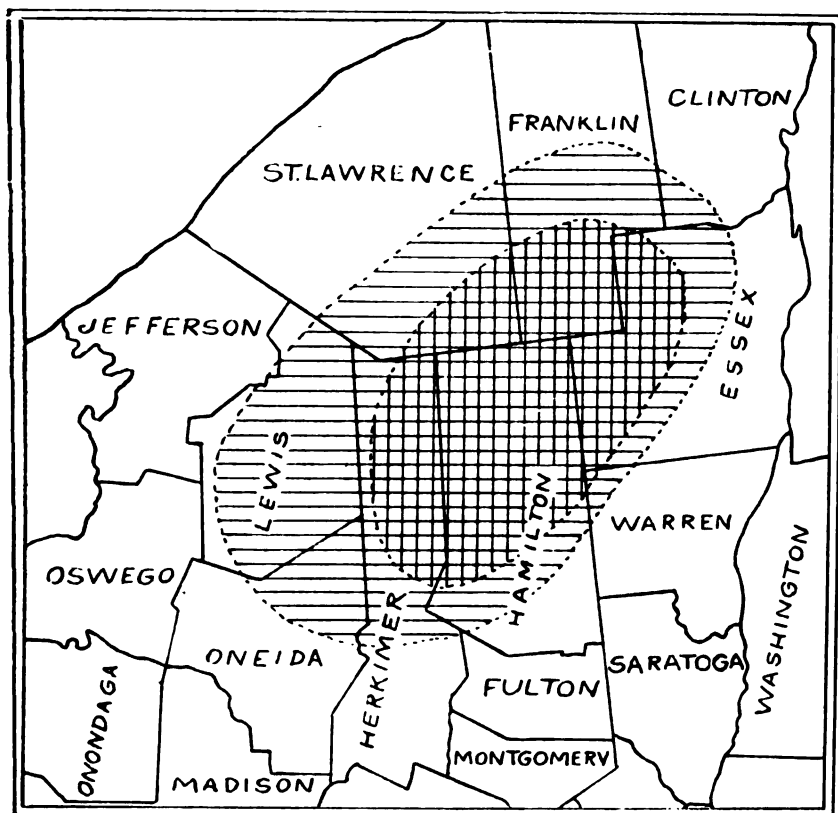 CLINTON
FRANKLIN
ST. LAWRENCE
JEFFERSON
ESSEX
LEWIS
HAMILTON
WARREN
OSWEGO
WASHINGTON
HERKIMER
ONEIDA
SARATOGA
FULTON
ONONDAGA
MONTGOMERY
MADISON